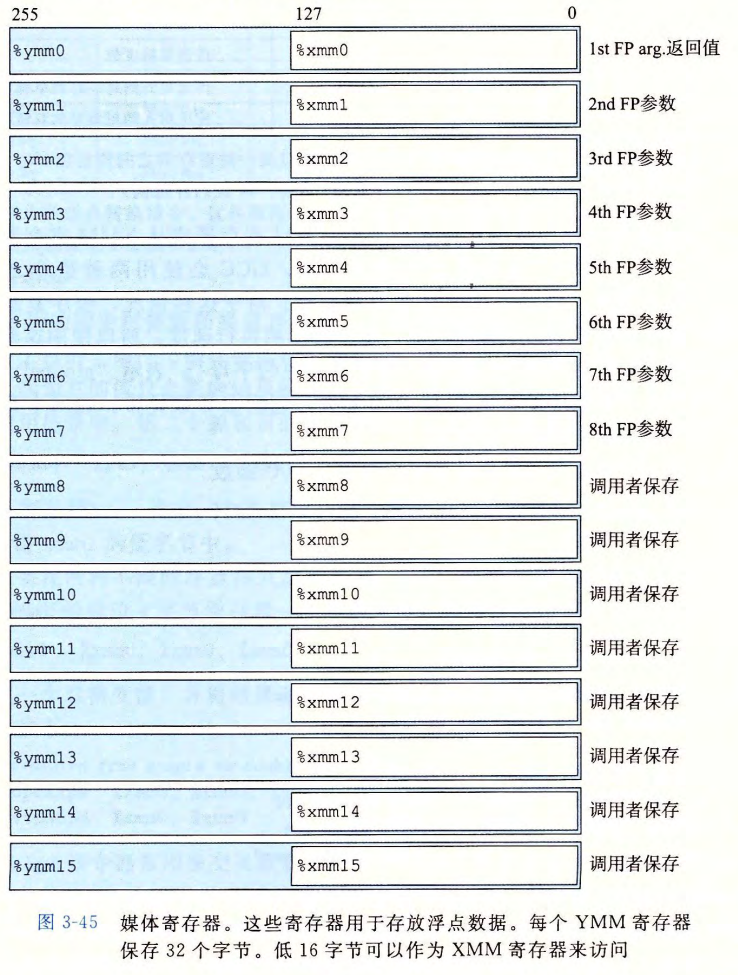 255 127 0
%ymm0 %xmm0 1st FP arg.返回值
%ymm1 %xmm1 2nd FP参数
%ymm2 %xmm2 3rd FP参数
%ymm3 %xmm3 4th FP参数
%ymm4 %xmm4 5th FP参数
%ymm5 %xmm5 6th FP参数
%ymm6 %xmm6 7th FP参数
%ymm7 %xmm7 8th FP参数
%ymm8 %xmm8 调用者保存
%ymm9 %xmm9 调用者保存
%ymm10 %xmm10 调用者保存
%ymm11 %xmm11 调用者保存
%ymm12 %xmm12 调用者保存
%ymm13 %xmm13 调用者保存
%ymm14 %xmm14 调用者保存
%ymm15 %xmm15 调用者保存
图 3-45 媒体寄存器。这些寄存器用于存放浮点数据。每个 YMM 寄存器
保存 32 个字节。低 16 字节可以作为 XMM 寄存器来访问